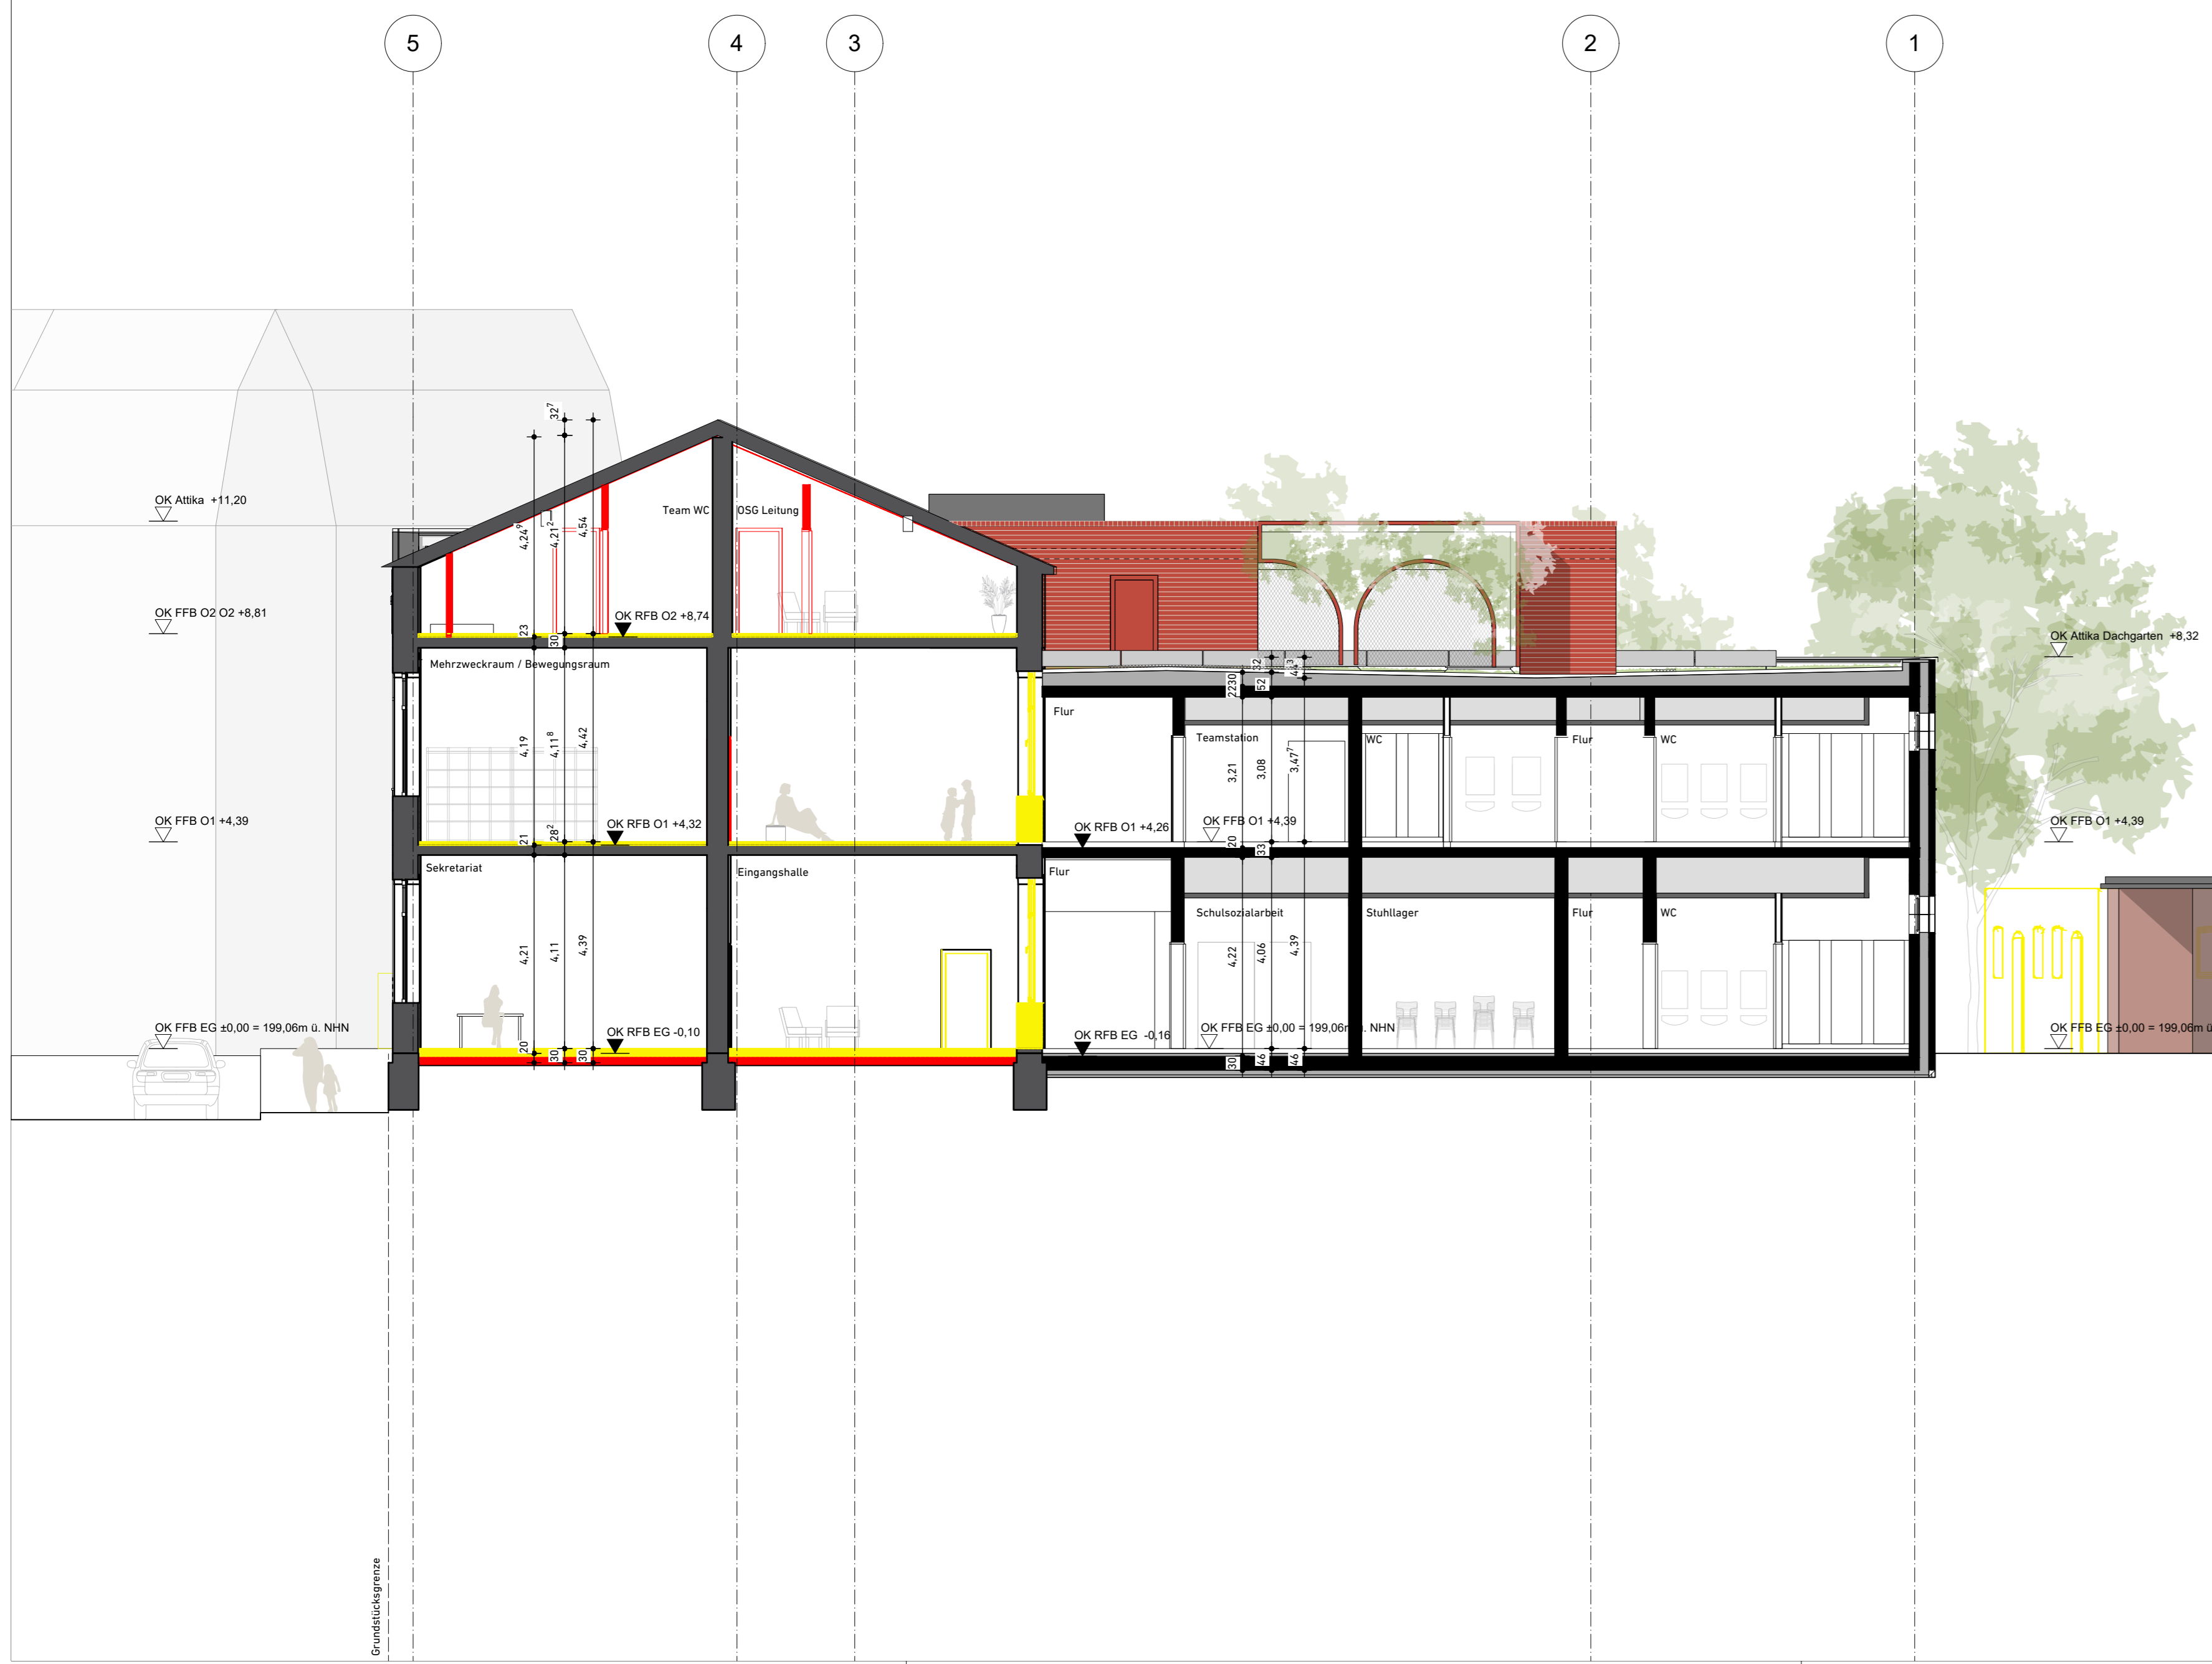 5
4
3
2
1
OK Attika +11,20
OK FFB O2 O2 +8,81
OK FFB O1 +4,39
OK FFB EG ±0,00 = 199,06m ü. NHN
32⁷
4,24⁹
4,21²
4,54
Team WC
OSG Leitung
OK RFB O2 +8,74
23
30
Mehrzweckraum / Bewegungsraum
4,19
4,11⁸
4,42
OK RFB O1 +4,32
21
28²
Sekretariat
Eingangshalle
4,21
4,11
4,39
OK RFB EG -0,10
20
30
30
OK Attika Dachgarten +8,32
32
44³
2230
52
Flur
Teamstation
WC
Flur
WC
3,21
3,08
3,47⁷
OK RFB O1 +4,26
OK FFB O1 +4,39
OK FFB O1 +4,39
20
33
Flur
Schulsozialarbeit
Stuhllager
Flur
WC
4,22
4,06
4,39
OK RFB EG -0,16
OK FFB EG ±0,00 = 199,06m ü. NHN
OK FFB EG ±0,00 = 199,06m ü
30
46
46
Grundstücksgrenze